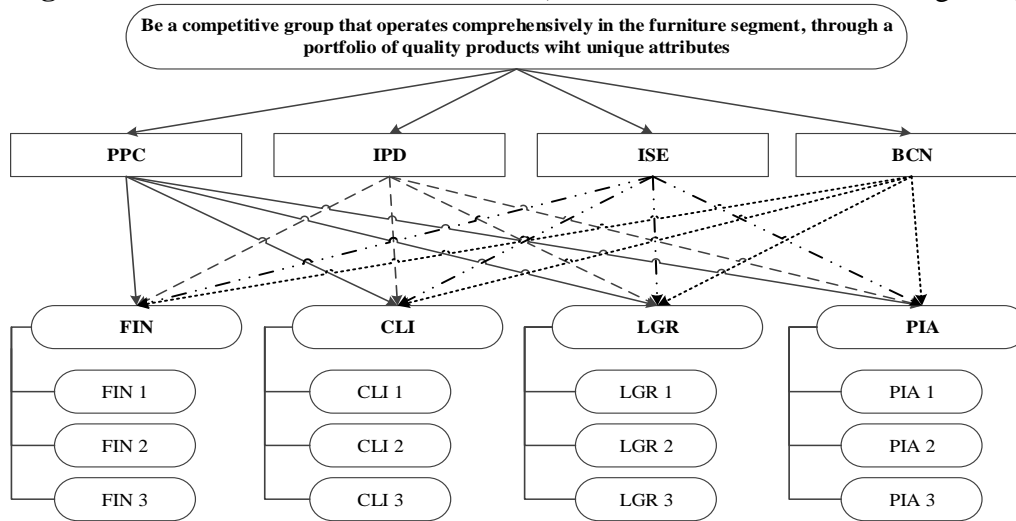 Be a competitive group that operates comprehensively in the furniture segment, through a
portfolio of quality products wiht unique attributes
PPC
IPD
ISE
BCN
FIN
CLI
LGR
PIA
FIN 1
CLI 1
LGR 1
PIA 1
FIN 2
CLI 2
LGR 2
PIA 2
FIN 3
CLI 3
LGR 3
PIA 3